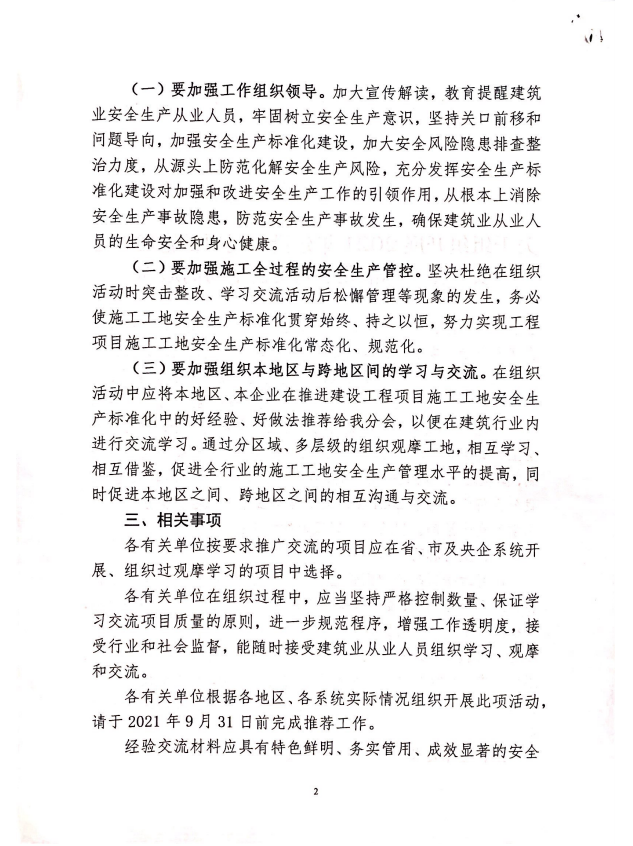 （一）要加强工作组织领导。加大宣传解读，教育提醒建筑
业安全生产从业人员，牢固树立安全生产意识，坚持关口前移和
问题导向，加强安全生产标准化建设，加大安全风险隐患排查整
治力度，从源头上防范化解安全生产风险，充分发挥安全生产标
准化建设对加强和改进安全生产工作的引领作用，从根本上消除
安全生产事故隐患，防范安全生产事故发生，确保建筑业从业人
员的生命安全和身心健康。
（二）要加强施工全过程的安全生产管控。坚决杜绝在组织
活动时突击整改、学习交流活动后松懈管理等现象的发生，务必
使施工工地安全生产标准化贯穿始终、持之以恒，努力实现工程
项目施工工地安全生产标准化常态化、规范化。
（三）要加强组织本地区与跨地区间的学习与交流。在组织
活动中应将本地区、本企业在推进建设工程项目施工工地安全生
产标准化中的好经验、好做法推荐给我分会，以便在建筑行业内
进行交流学习。通过分区域、多层级的组织观摩工地，相互学习、
相互借鉴，促进全行业的施工工地安全生产管理水平的提高，同
时促进本地区之间、跨地区之间的相互沟通与交流。
三、相关事项
各有关单位按要求推广交流的项目应在省、市及央企系统开
展、组织过观摩学习的项目中选择。
各有关单位在组织过程中，应当坚持严格控制数量、保证学
习交流项目质量的原则，进一步规范程序，增强工作透明度，接
受行业和社会监督，能随时接受建筑业从业人员组织学习、观摩
和交流。
各有关单位根据各地区、各系统实际情况组织开展此项活动，
请于 2021 年 9 月 31 日前完成推荐工作。
经验交流材料应具有特色鲜明、务实管用、成效显著的安全
2